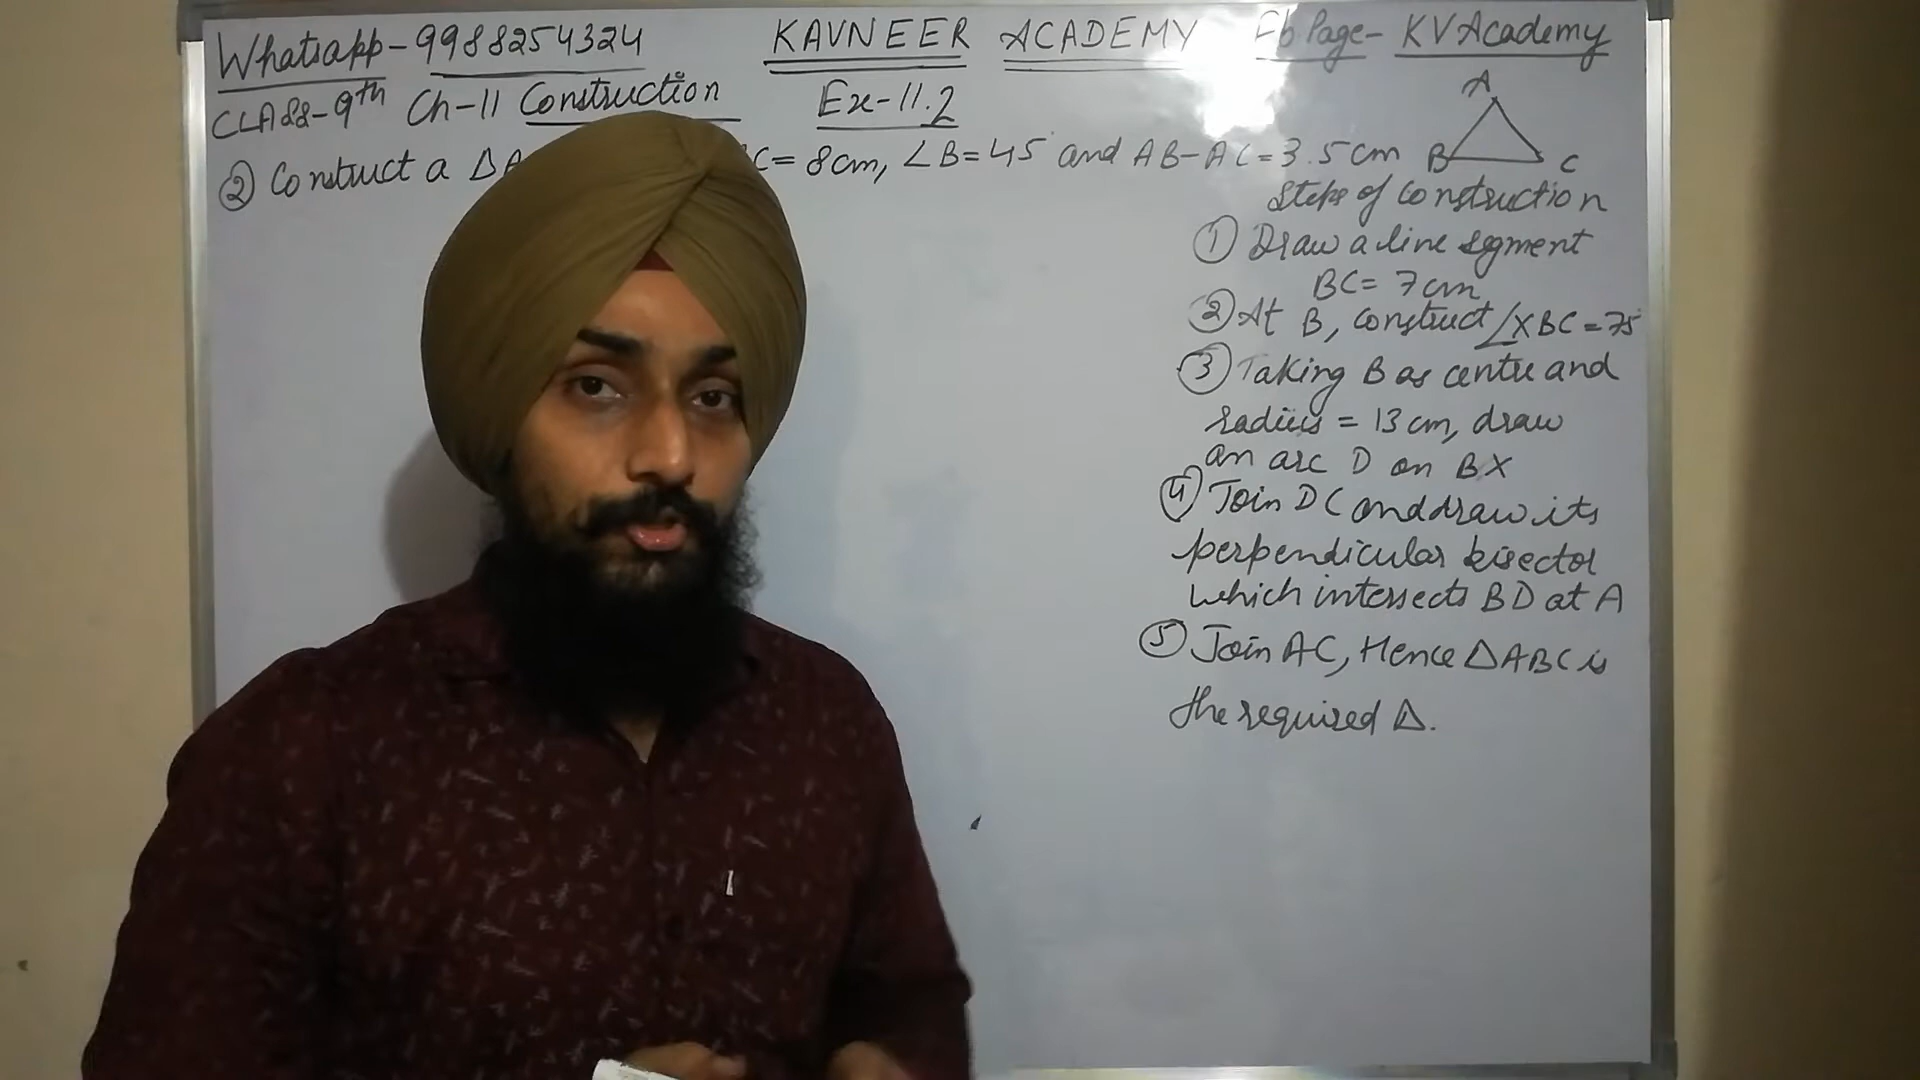 Whatsapp-9988254324 KAVNEER ACADEMY Fb Page- KVAcademy
CLASS-9th Ch-11 Construction Ex-11.2
② Construct a ΔA C= 8cm, ∠B=45° and AB-AC=3.5cm
A
B C
Steps of construction
① Draw a line segment
BC= 7cm
② At B, construct ∠XBC=75°
③ Taking B as centre and
radius = 13cm, draw
an arc D on BX
④ Join DC and draw its
perpendicular bisector
which intersects BD at A
⑤ Join AC, Hence ΔABC is
the required Δ.